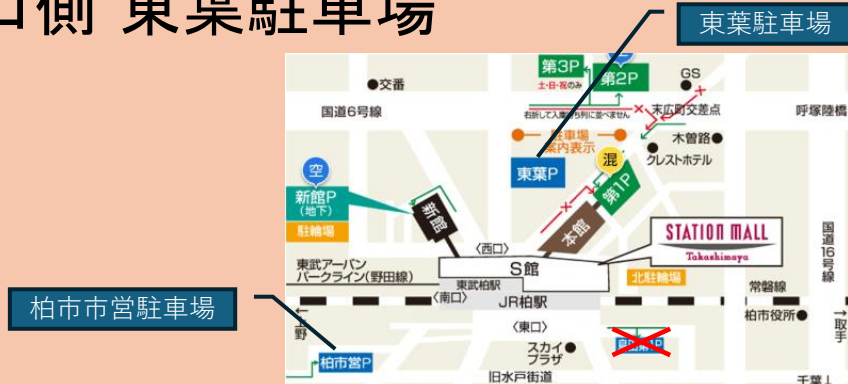 口側 東葉駐車場
東葉駐車場
第3P
土・日・祝のみ
第2P
GS
●交番
国道6号線
右折して入庫待ち列に並べません
末広町交差点
呼塚陸橋
駐車場
案内表示
木曽路●
混
クレストホテル
東葉P
空
新館P
(地下)
駐輪場
新館
第1P
本館
STATION MALL
Takashimaya
国道16号線
〈西口〉
S館
東武アーバン
パークライン(野田線)
東武柏駅
北駐輪場
〈南口〉
JR柏駅
常磐線
柏市市営駐車場
←上野
〈東口〉
柏市役所●
→取手
スカイ●
プラザ
柏市営P
旧水戸街道
千葉↓